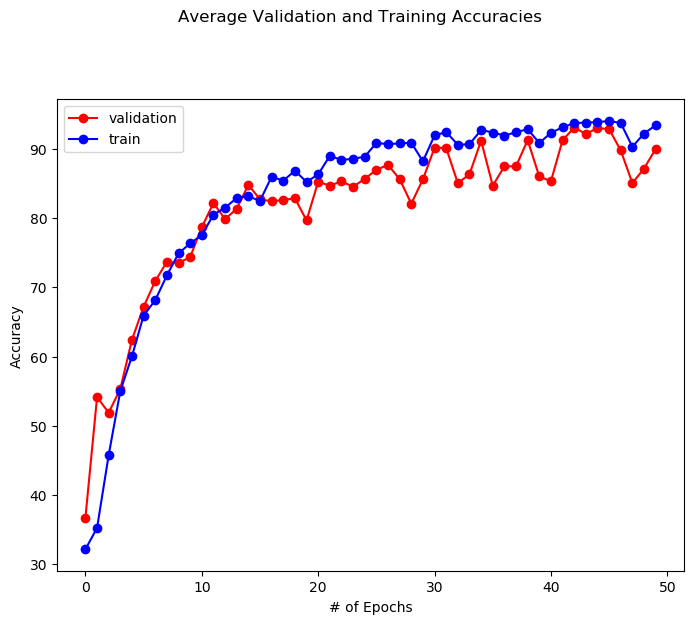 Average Validation and Training Accuracies
validation
train
90
80
70
60
50
40
30
Accuracy
0 10 20 30 40 50
# of Epochs